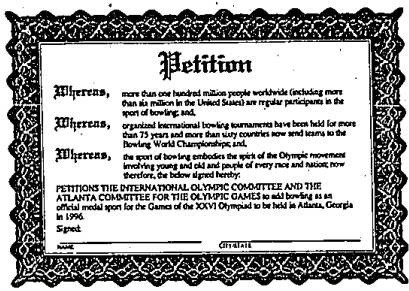 Petition
Whereas, more than one hundred million people worldwide (including more
than six million in the United States) are regular participants in the
sport of bowling; and,
Whereas, organized international bowling tournaments have been held for more
than 75 years and more than sixty countries now send teams to the
Bowling World Championships; and,
Whereas, the sport of bowling embodies the spirit of the Olympic movement
involving young and old and people of every race and nation; now
therefore, the below signed hereby:
PETITIONS THE INTERNATIONAL OLYMPIC COMMITTEE AND THE
ATLANTA COMMITTEE FOR THE OLYMPIC GAMES to add bowling as an
official medal sport for the Games of the XXVI Olympiad to be held in Atlanta, Georgia
in 1996.
Signed:
NAME CITY/STATE